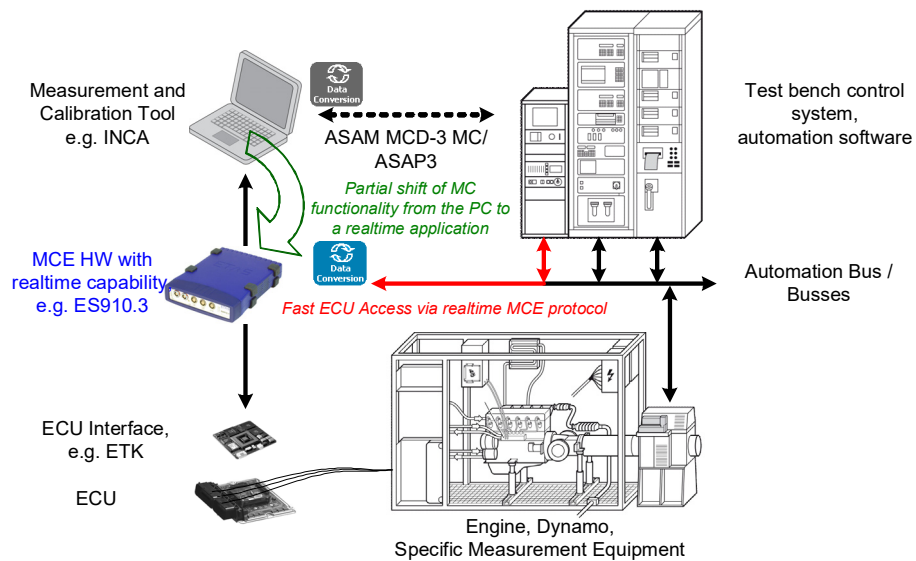 Measurement and
Calibration Tool
e.g. INCA
Data
Conversion
ASAM MCD-3 MC/
ASAP3
Test bench control
system,
automation software
Partial shift of MC
functionality from the PC to
a realtime application
MCE HW with
realtime capability,
e.g. ES910.3
Data
Conversion
Fast ECU Access via realtime MCE protocol
Automation Bus /
Busses
ECU Interface,
e.g. ETK
ECU
Engine, Dynamo,
Specific Measurement Equipment